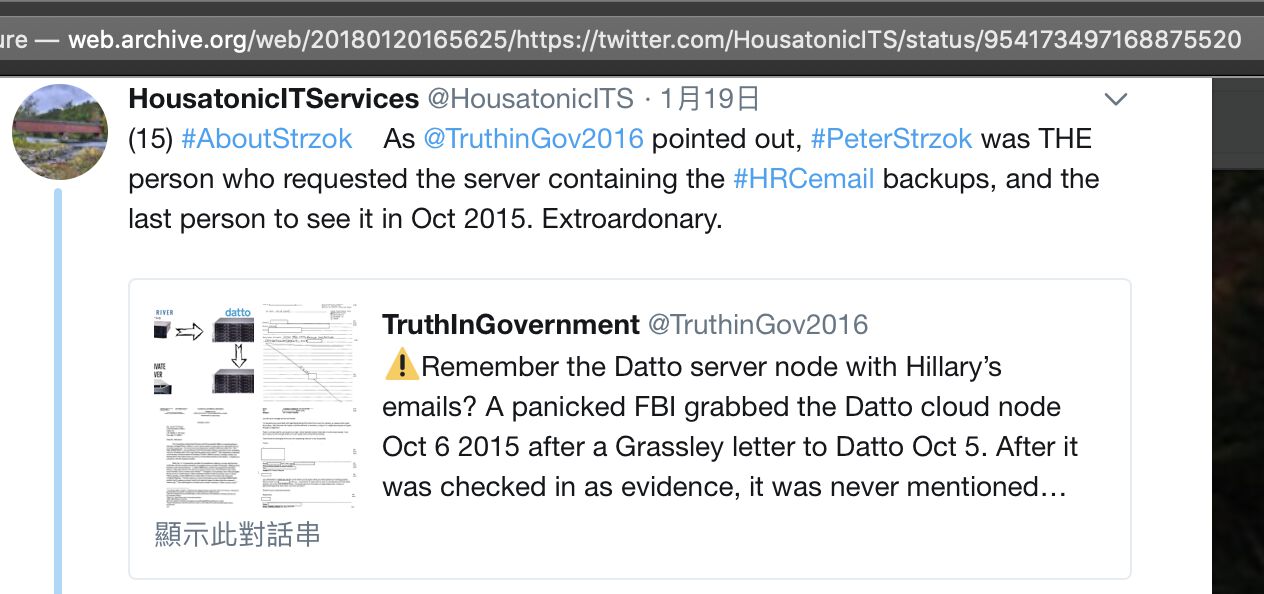 ure — web.archive.org/web/20180120165625/https://twitter.com/HousatonicITS/status/954173497168875520
HousatonicITServices @HousatonicITS · 1月19日
(15) #AboutStrzok As @TruthinGov2016 pointed out, #PeterStrzok was THE
person who requested the server containing the #HRCemail backups, and the
last person to see it in Oct 2015. Extroardonary.
RIVER
datto
TruthInGovernment @TruthinGov2016
⚠️Remember the Datto server node with Hillary’s
emails? A panicked FBI grabbed the Datto cloud node
Oct 6 2015 after a Grassley letter to Datto Oct 5. After it
was checked in as evidence, it was never mentioned…
顯示此對話串